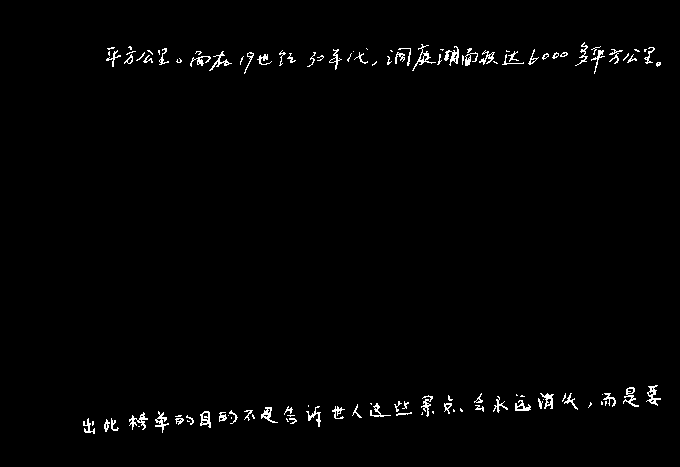 平方公里。而在19世纪30年代，洞庭湖面积达6000多平方公里。
出此榜单的目的不是告诉世人这些景点会永远消失，而是要